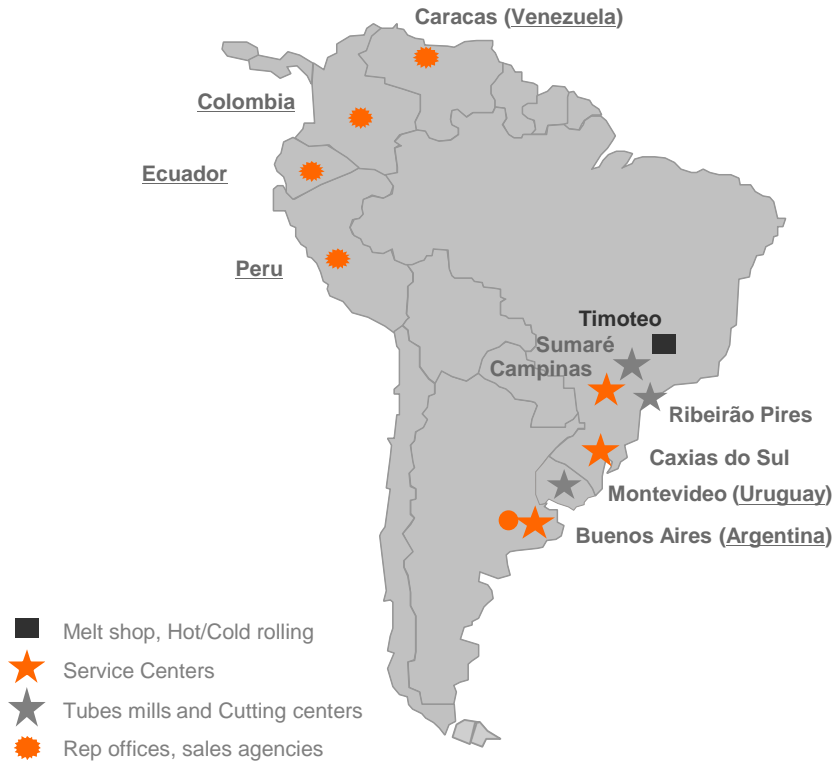 Caracas (Venezuela)
Colombia
Ecuador
Peru
Timoteo
Sumaré
Campinas
Ribeirão Pires
Caxias do Sul
Montevideo (Uruguay)
Buenos Aires (Argentina)
Melt shop, Hot/Cold rolling
Service Centers
Tubes mills and Cutting centers
Rep offices, sales agencies